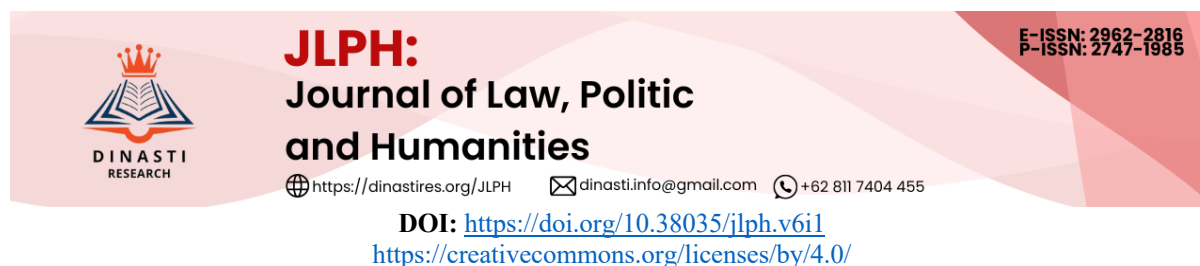 E-ISSN: 2962-2816
P-ISSN: 2747-1985
JLPH:
Journal of Law, Politic
and Humanities
DINASTI
RESEARCH
https://dinastires.org/JLPH dinasti.info@gmail.com +62 811 7404 455
DOI: https://doi.org/10.38035/jlph.v6i1
https://creativecommons.org/licenses/by/4.0/